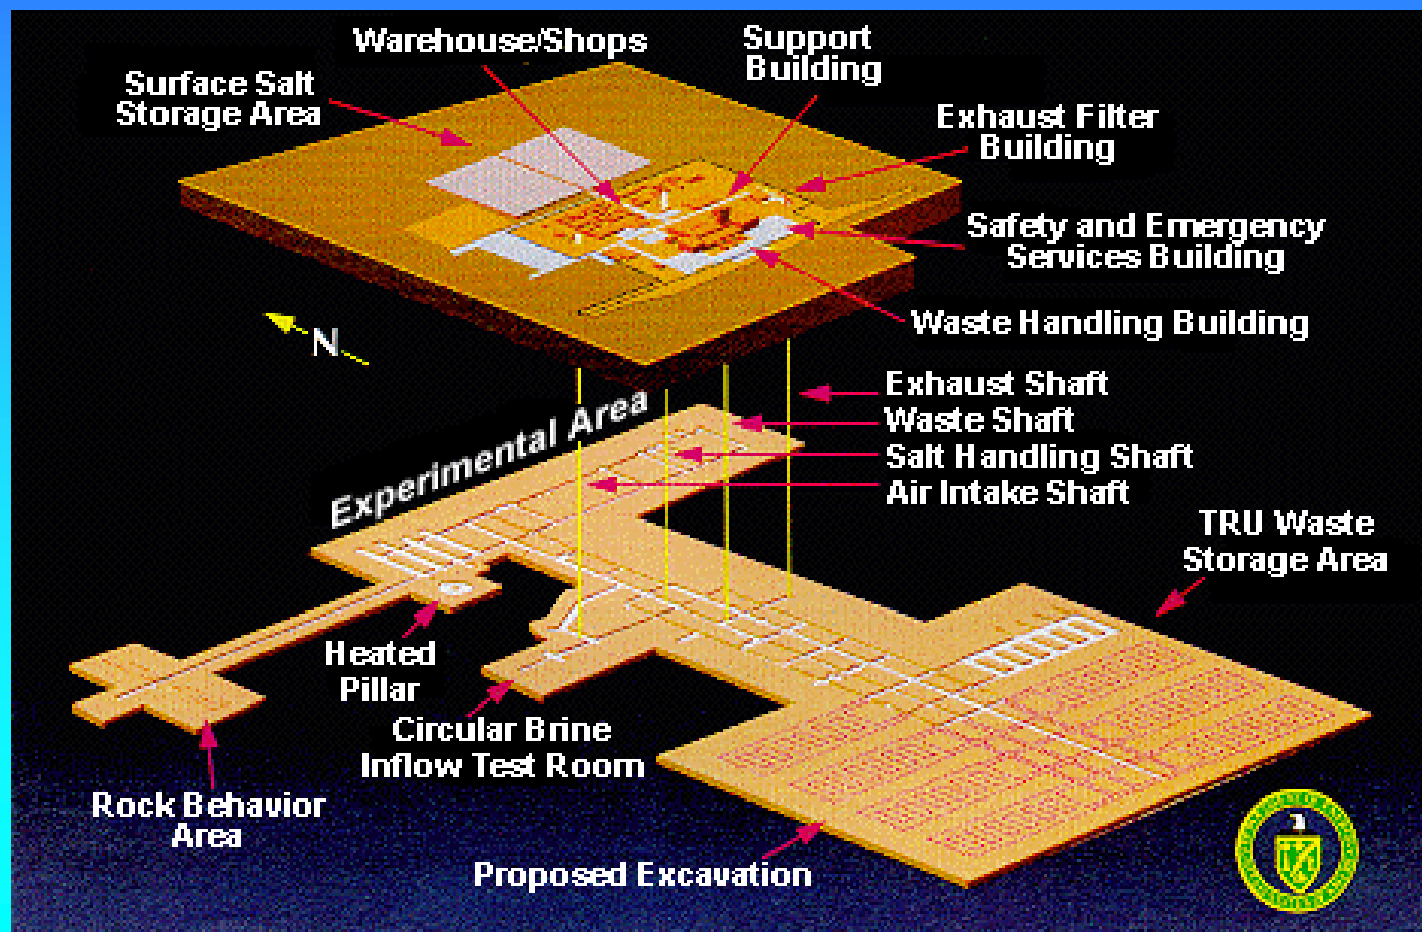 Warehouse/Shops
Support
Building
Surface Salt
Storage Area
Exhaust Filter
Building
Safety and Emergency
Services Building
Waste Handling Building
N
Exhaust Shaft
Waste Shaft
Salt Handling Shaft
Air Intake Shaft
Experimental Area
TRU Waste
Storage Area
Heated
Pillar
Circular Brine
Inflow Test Room
Rock Behavior
Area
Proposed Excavation